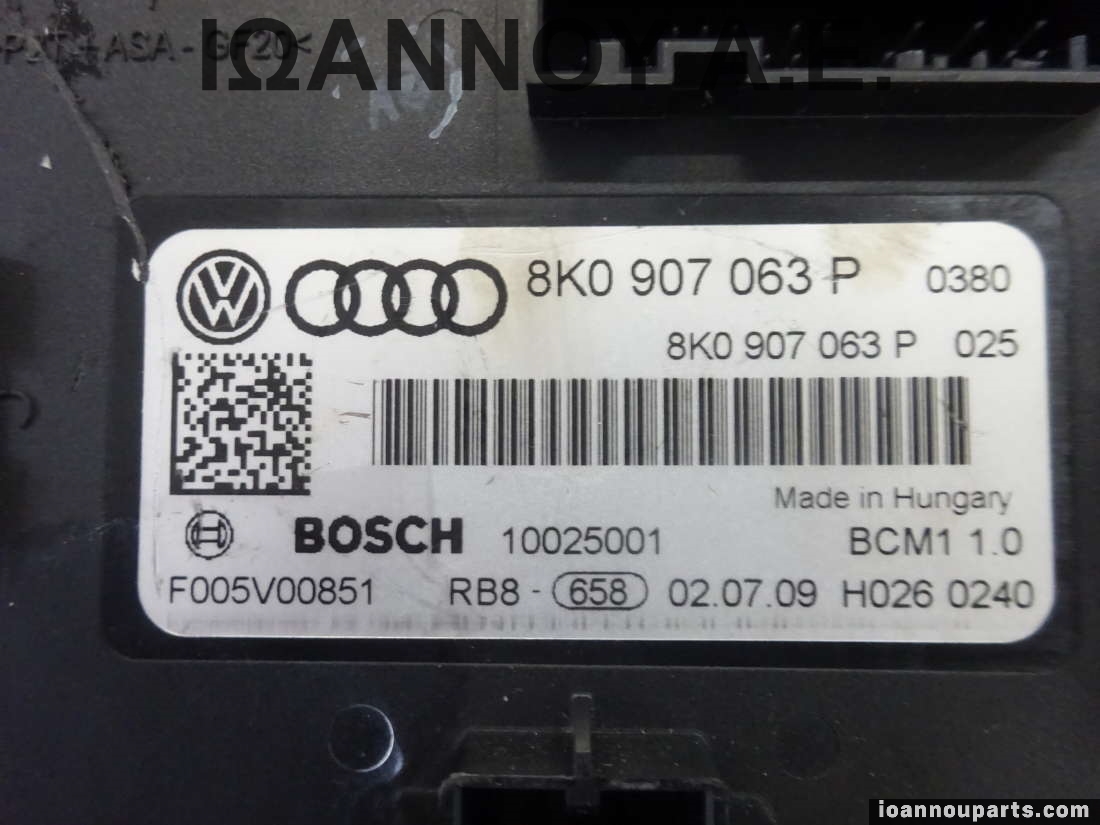 ΙΩΑΝΝΟΥ Α.Ε.
8K0 907 063 P 0380
8K0 907 063 P 025
Made in Hungary
BOSCH 10025001 BCM1 1.0
F005V00851 RB8 - 658 02.07.09 H026 0240
ioannouparts.com